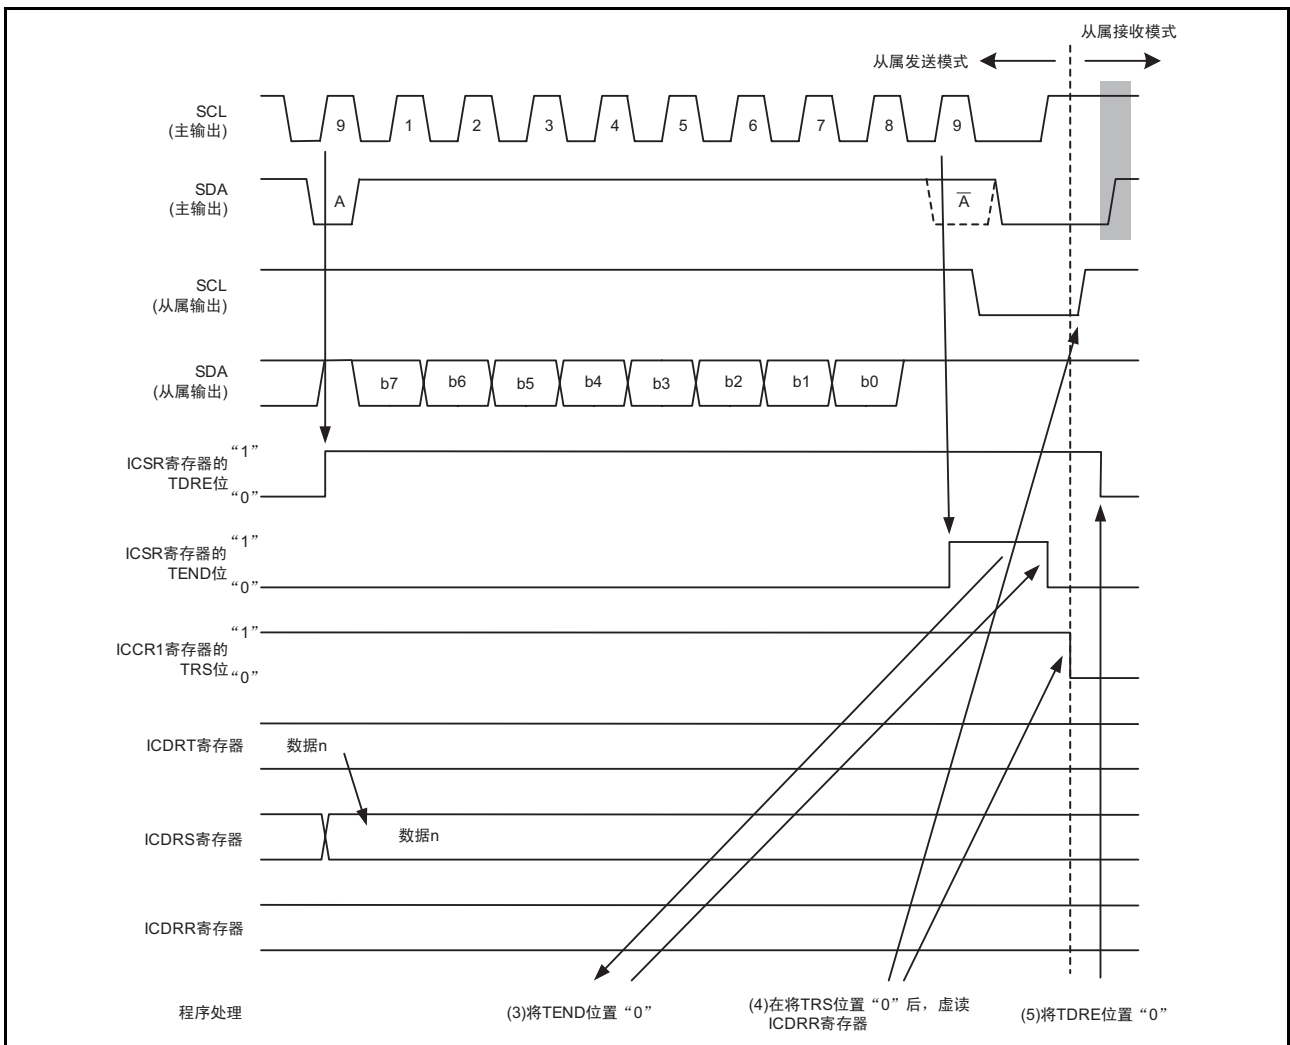 从属接收模式
从属发送模式
SCL
(主输出)
9 1 2 3 4 5 6 7 8 9
SDA
(主输出)
A A̅
SCL
(从属输出)
SDA
(从属输出)
b7 b6 b5 b4 b3 b2 b1 b0
ICSR寄存器的
TDRE位
“1”
“0”
ICSR寄存器的
TEND位
“1”
“0”
ICCR1寄存器的
TRS位
“1”
“0”
ICDRT寄存器 数据n
ICDRS寄存器 数据n
ICDRR寄存器
程序处理
(3)将TEND位置“0”
(4)在将TRS位置“0”后，虚读
ICDRR寄存器
(5)将TDRE位置“0”